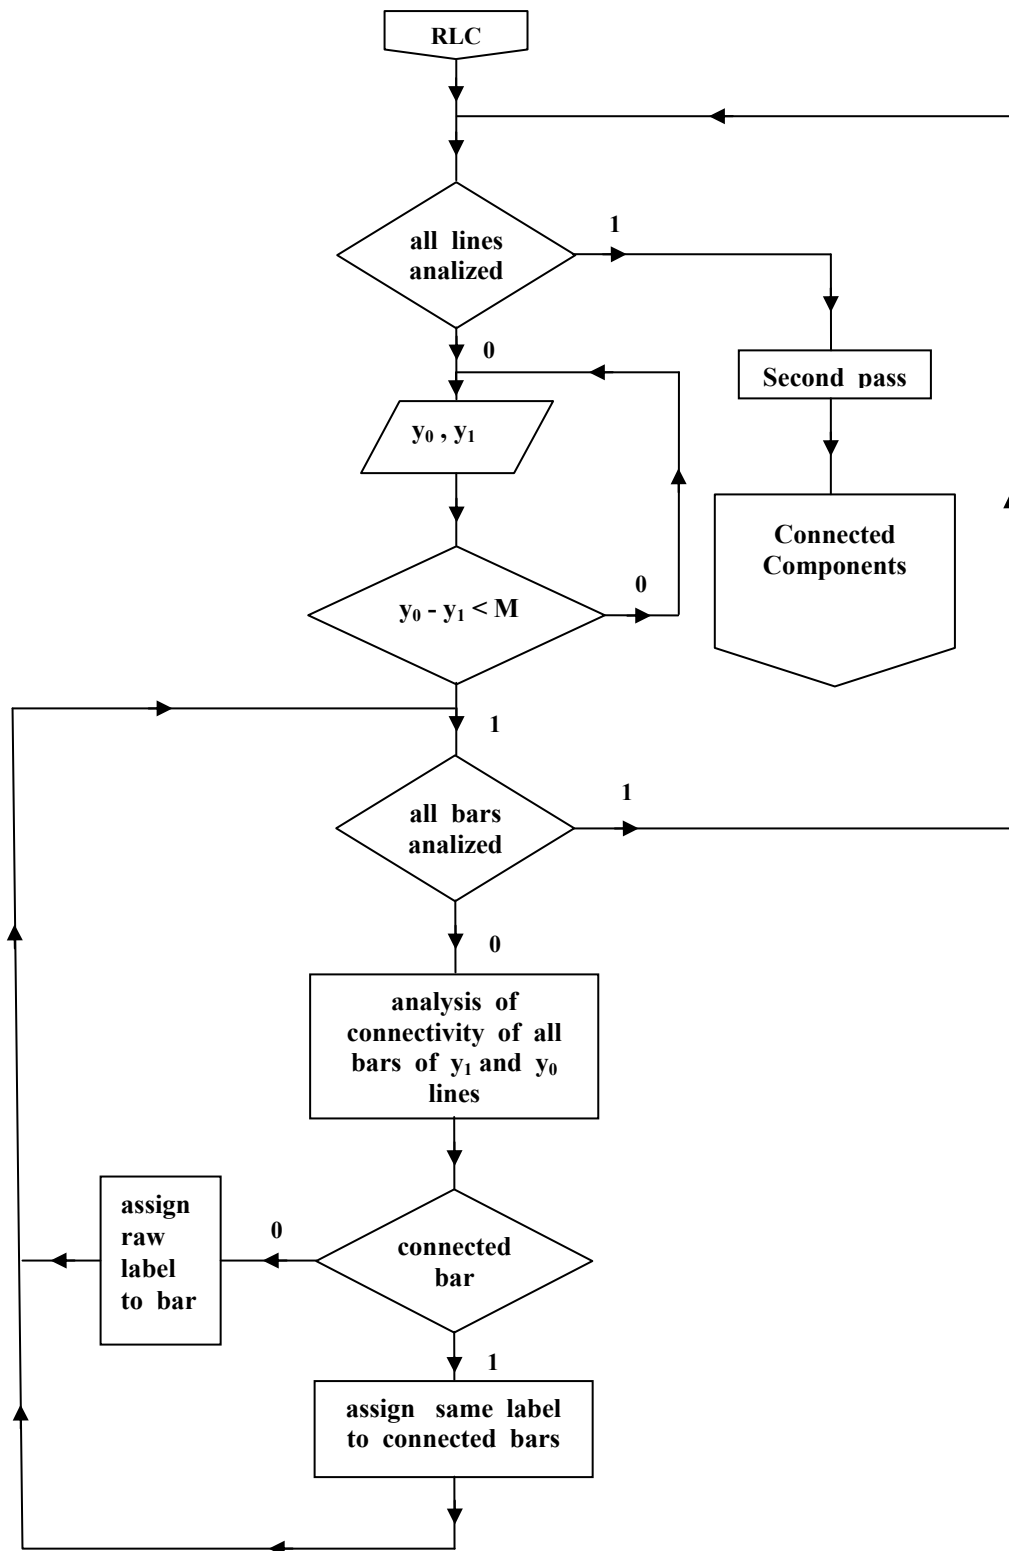 RLC
all lines
analized
1
0
Second pass
y₀ , y₁
Connected
Components
y₀ - y₁ < M
0
1
all bars
analized
1
0
analysis of
connectivity of all
bars of y₁ and y₀
lines
assign
raw
label
to bar
0
connected
bar
1
assign same label
to connected bars